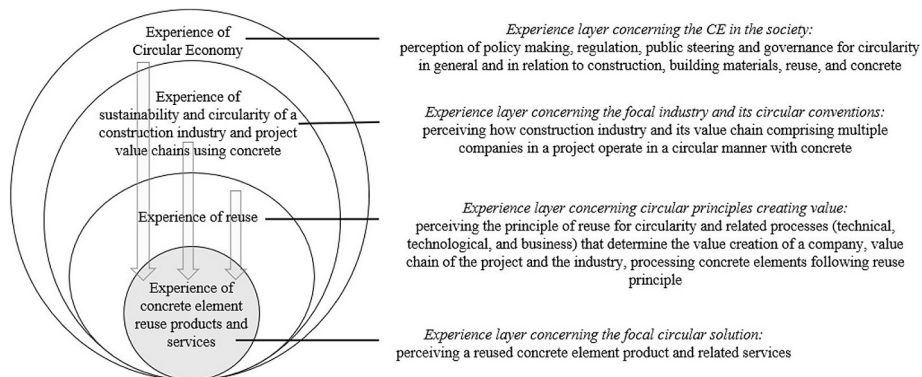 Experience of
Circular Economy
Experience of
sustainability and circularity of a
construction industry and project
value chains using concrete
Experience of reuse
Experience of
concrete element
reuse products and
services
Experience layer concerning the CE in the society:
perception of policy making, regulation, public steering and governance for circularity
in general and in relation to construction, building materials, reuse, and concrete
Experience layer concerning the focal industry and its circular conventions:
perceiving how construction industry and its value chain comprising multiple
companies in a project operate in a circular manner with concrete
Experience layer concerning circular principles creating value:
perceiving the principle of reuse for circularity and related processes (technical,
technological, and business) that determine the value creation of a company, value
chain of the project and the industry, processing concrete elements following reuse
principle
Experience layer concerning the focal circular solution:
perceiving a reused concrete element product and related services